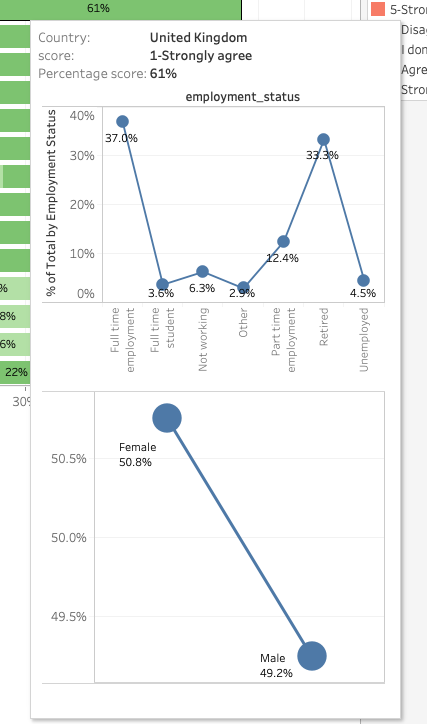 61%
5-Stron
Disag
I don
Agre
Stron
Country: United Kingdom
score: 1-Strongly agree
Percentage score: 61%
employment_status
% of Total by Employment Status
40%
30%
20%
10%
0%
37.0%
3.6%
6.3%
2.9%
12.4%
33.3%
4.5%
Full time
employment
Full time
student
Not working
Other
Part time
employment
Retired
Unemployed
%
8%
6%
22%
30%
50.5%
50.0%
49.5%
Female
50.8%
Male
49.2%